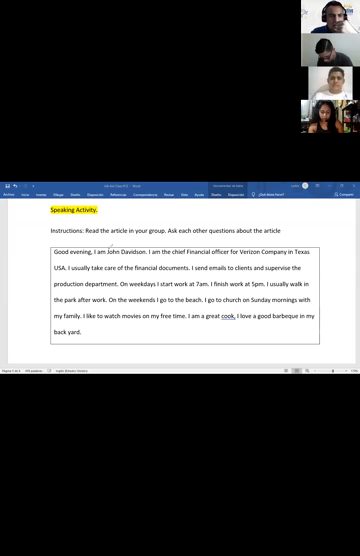 Speaking Activity.
Instructions: Read the article in your group. Ask each other questions about the article
Good evening, I am John Davidson. I am the chief Financial officer for Verizon Company in Texas
USA. I usually take care of the financial documents. I send emails to clients and supervise the
production department. On weekdays I start work at 7am. I finish work at 5pm. I usually walk in
the park after work. On the weekends I go to the beach. I go to church on Sunday mornings with
my family. I like to watch movies on my free time. I am a great cook, I love a good barbeque in my
back yard.